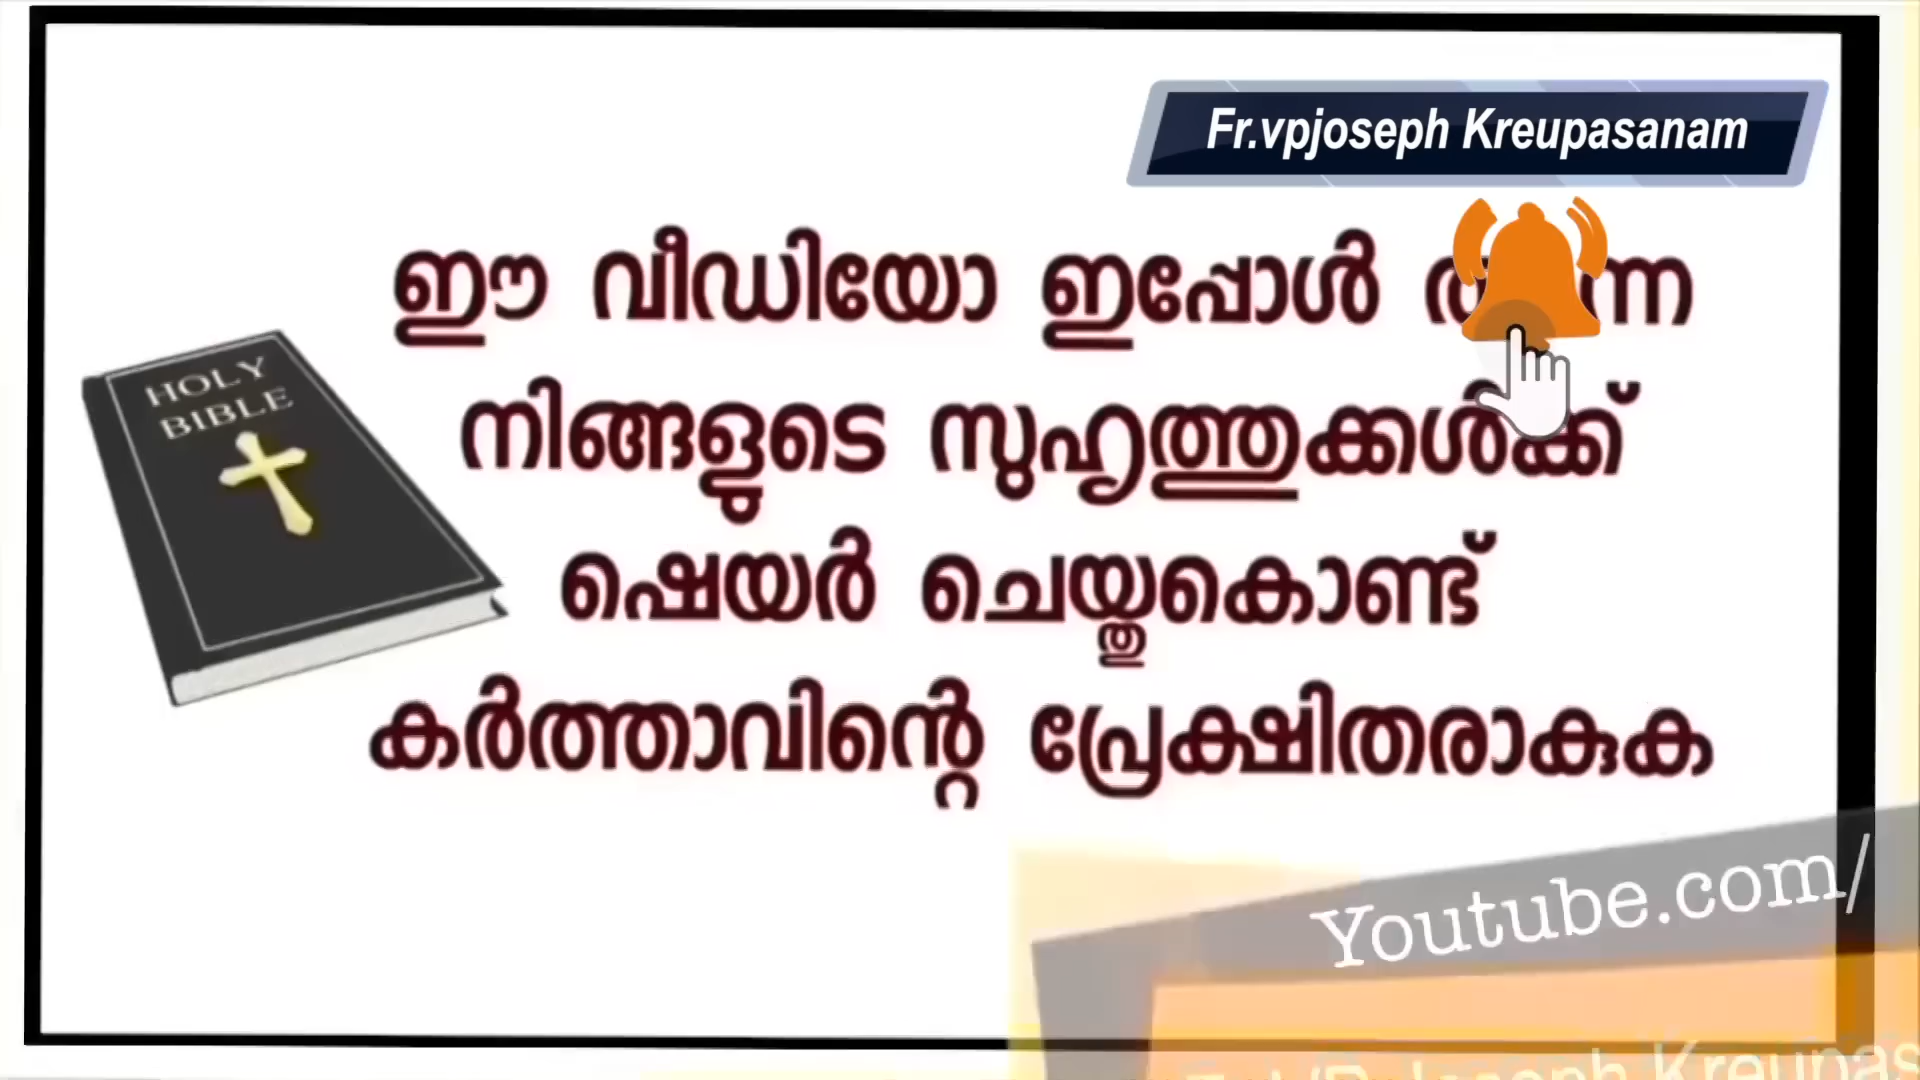 Fr.vpjoseph Kreupasanam
ഈ വീഡിയോ ഇപ്പോൾ
നിങ്ങളുടെ സുഹൃത്തുക്കൾക്ക്
ഷെയർ ചെയ്തുകൊണ്ട്
കർത്താവിന്റെ പ്രേക്ഷിതരാകുക
HOLY
BIBLE
Youtube.com/